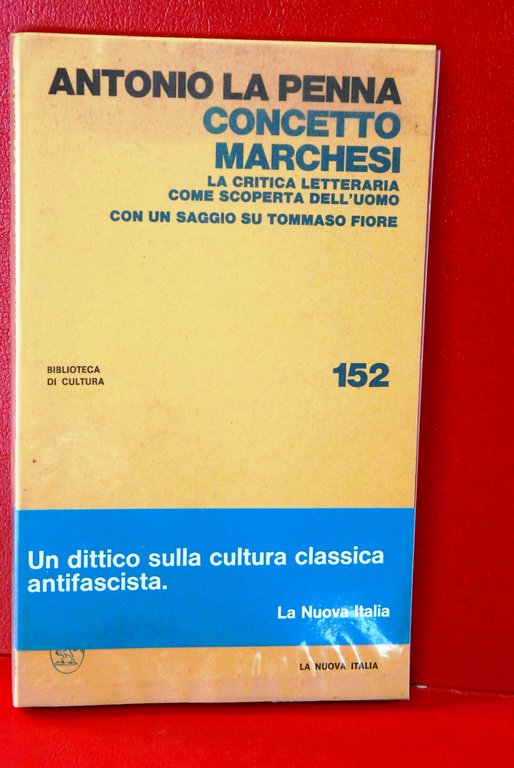 ANTONIO LA PENNA
CONCETTO
MARCHESI
LA CRITICA LETTERARIA
COME SCOPERTA DELL'UOMO
CON UN SAGGIO SU TOMMASO FIORE
BIBLIOTECA
DI CULTURA
152
Un dittico sulla cultura classica
antifascista.
La Nuova Italia
LA NUOVA ITALIA